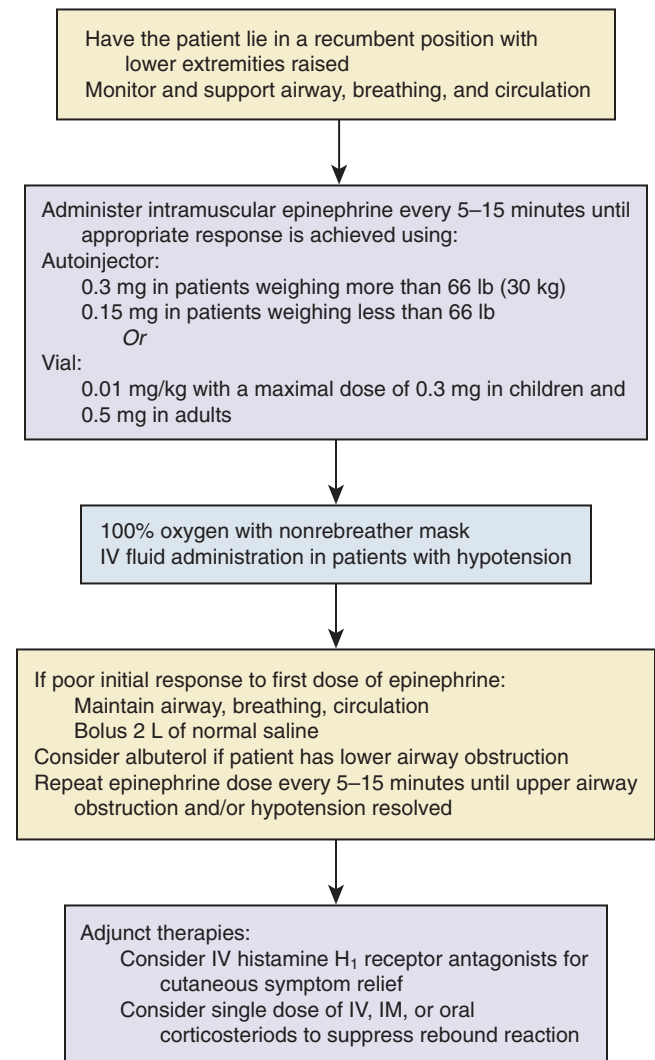 Have the patient lie in a recumbent position with
lower extremities raised
Monitor and support airway, breathing, and circulation
Administer intramuscular epinephrine every 5–15 minutes until
appropriate response is achieved using:
Autoinjector:
0.3 mg in patients weighing more than 66 lb (30 kg)
0.15 mg in patients weighing less than 66 lb
Or
Vial:
0.01 mg/kg with a maximal dose of 0.3 mg in children and
0.5 mg in adults
100% oxygen with nonrebreather mask
IV fluid administration in patients with hypotension
If poor initial response to first dose of epinephrine:
Maintain airway, breathing, circulation
Bolus 2 L of normal saline
Consider albuterol if patient has lower airway obstruction
Repeat epinephrine dose every 5–15 minutes until upper airway
obstruction and/or hypotension resolved
Adjunct therapies:
Consider IV histamine H₁ receptor antagonists for
cutaneous symptom relief
Consider single dose of IV, IM, or oral
corticosteriods to suppress rebound reaction